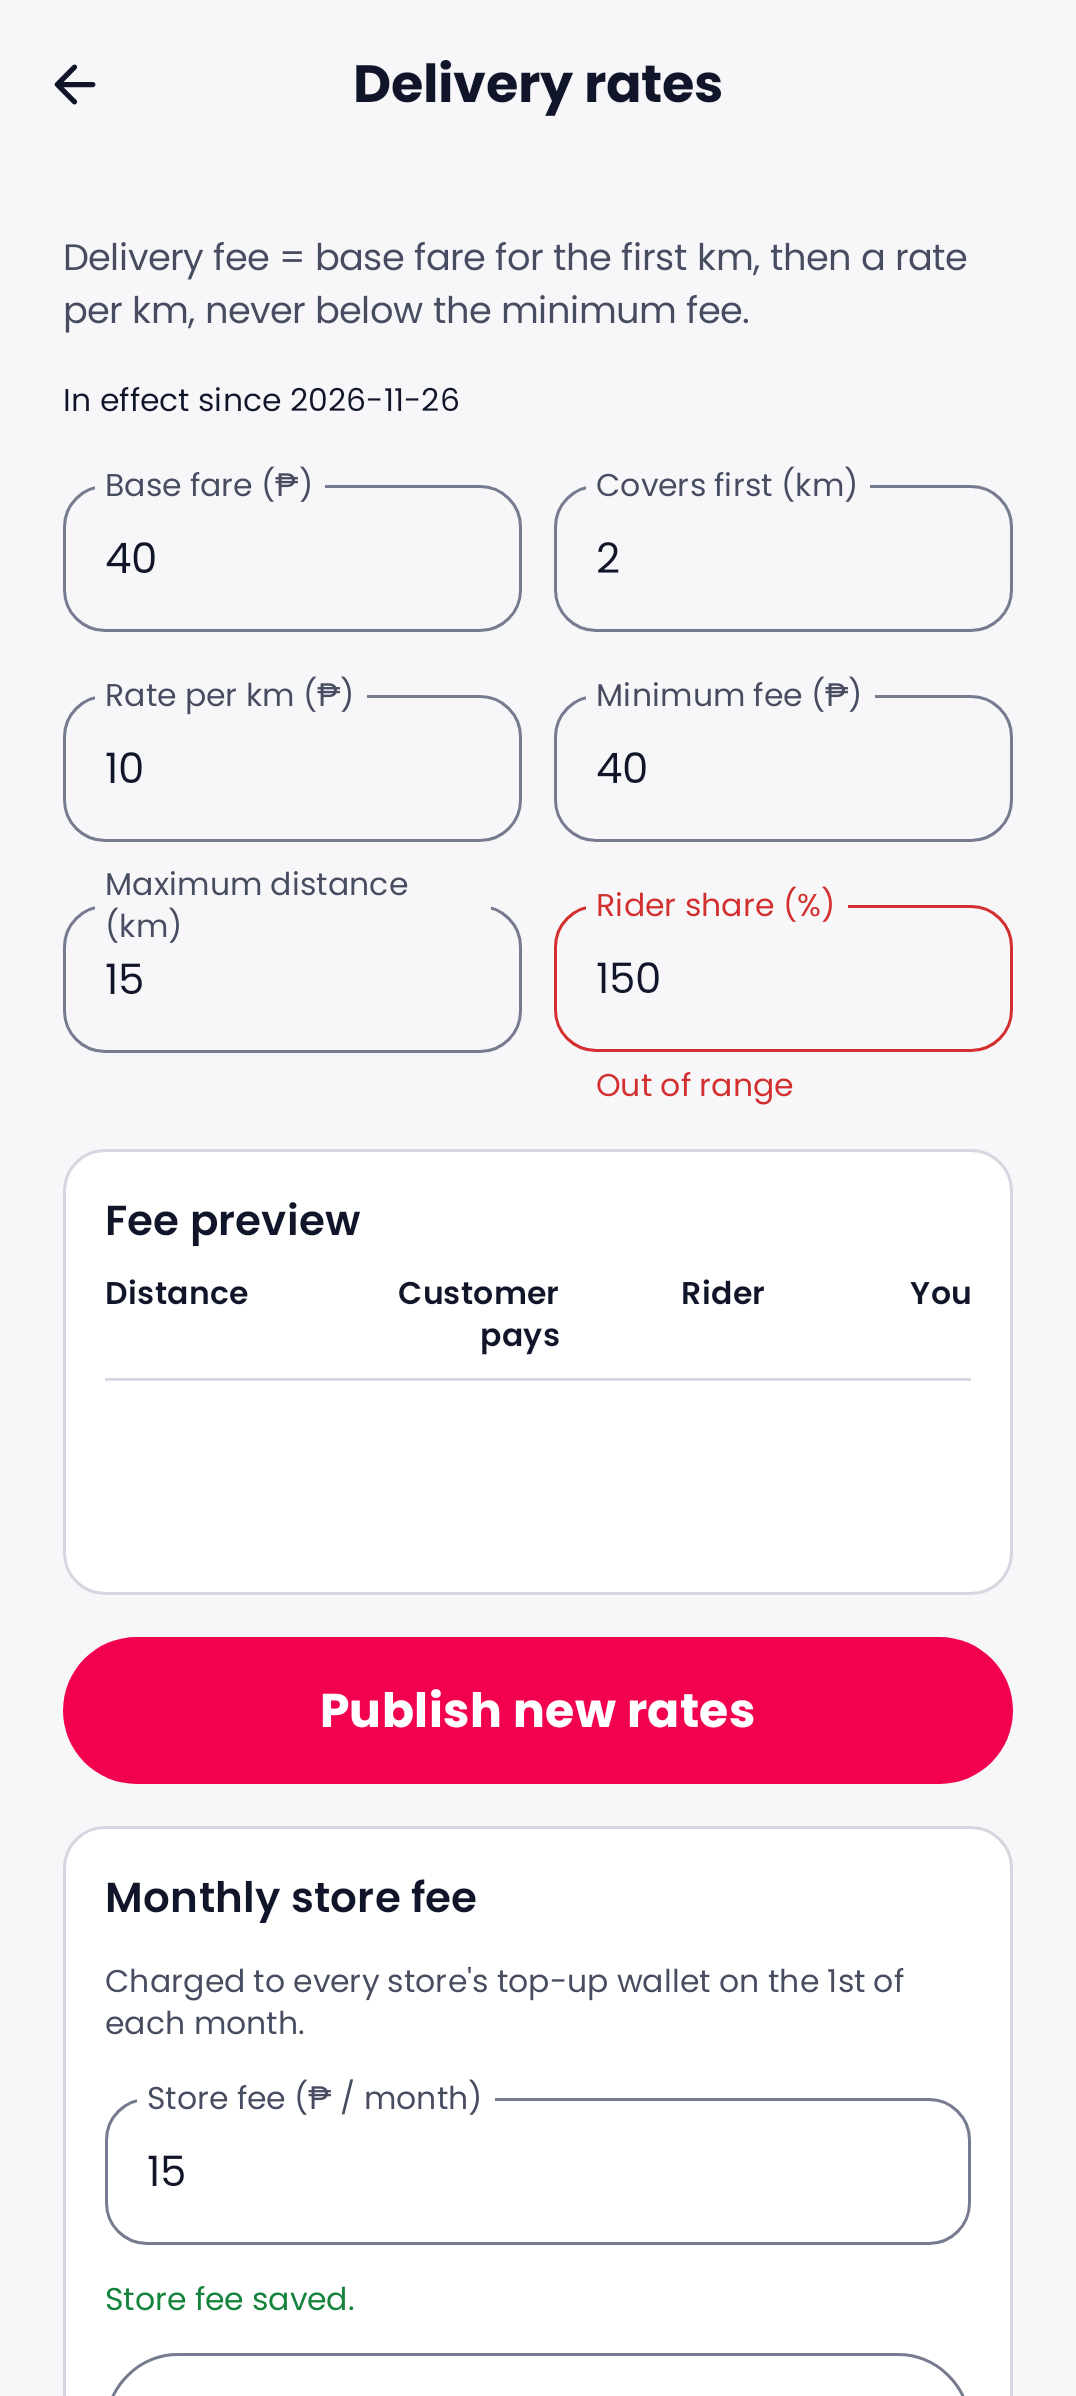 Delivery rates
Delivery fee = base fare for the first km, then a rate
per km, never below the minimum fee.
In effect since 2026-11-26
Base fare (₱)
40
Covers first (km)
2
Rate per km (₱)
10
Minimum fee (₱)
40
Maximum distance
(km)
15
Rider share (%)
150
Out of range
Fee preview
Distance
Customer
pays
Rider
You
Publish new rates
Monthly store fee
Charged to every store's top-up wallet on the 1st of
each month.
Store fee (₱ / month)
15
Store fee saved.